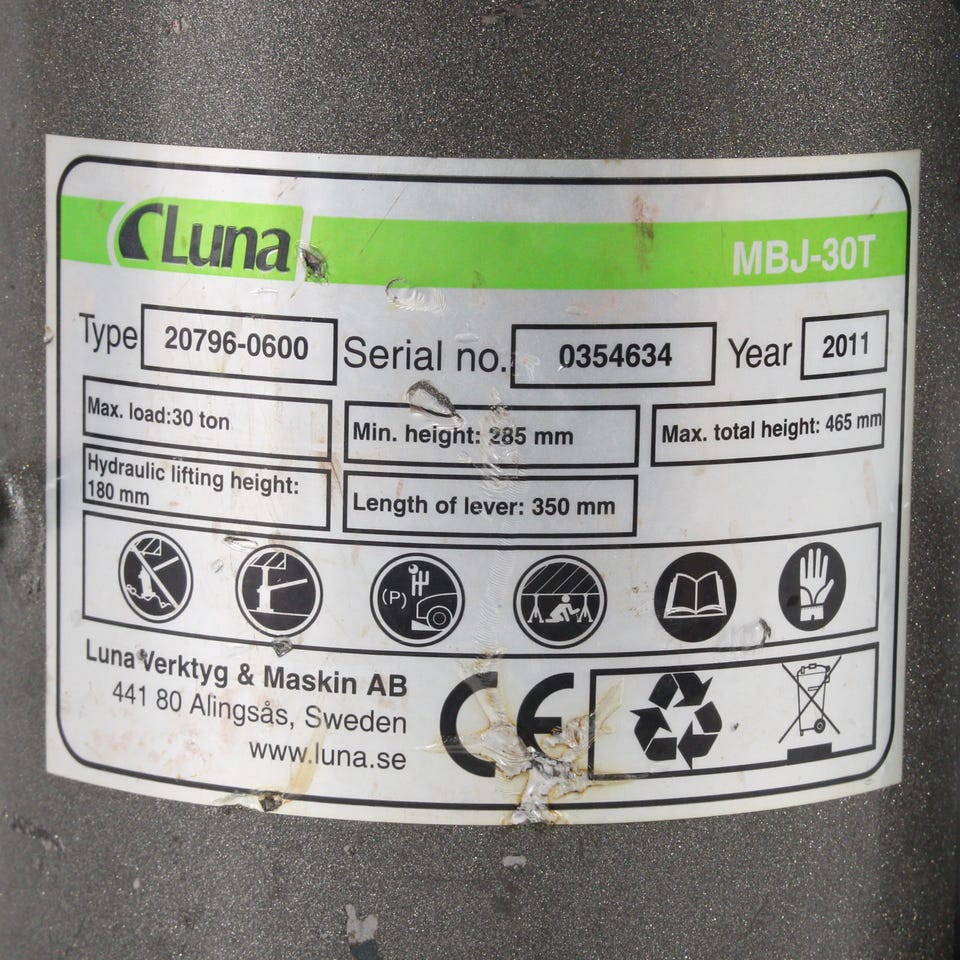 Luna
MBJ-30T
Type 20796-0600 Serial no. 0354634 Year 2011
Max. load:30 ton
Min. height: 285 mm
Max. total height: 465 mm
Hydraulic lifting height:
180 mm
Length of lever: 350 mm
(P)
Luna Verktyg & Maskin AB
441 80 Alingsås, Sweden
www.luna.se
CE